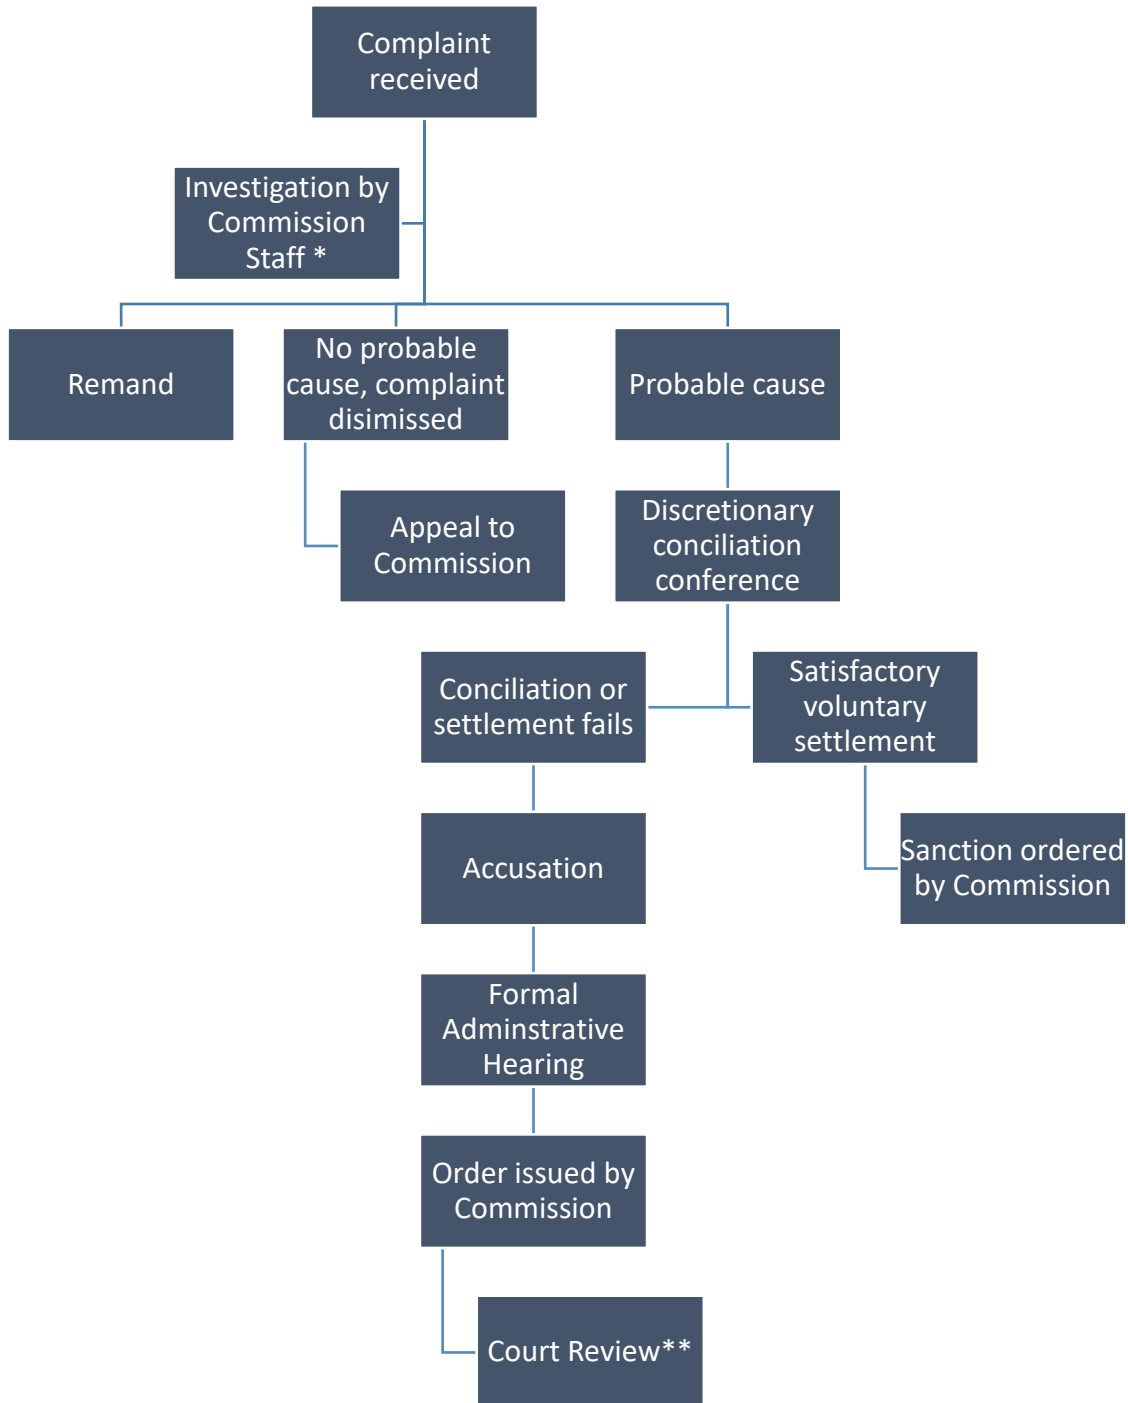 Complaint
received
Investigation by
Commission
Staff *
Remand
No probable
cause, complaint
disimissed
Probable cause
Appeal to
Commission
Discretionary
conciliation
conference
Conciliation or
settlement fails
Satisfactory
voluntary
settlement
Accusation
Sanction ordered
by Commission
Formal
Adminstrative
Hearing
Order issued by
Commission
Court Review**